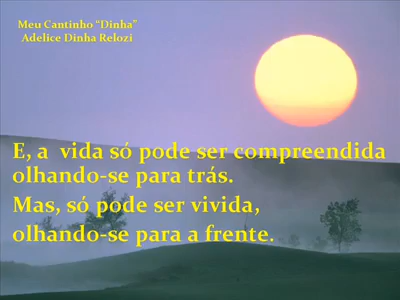 Meu Cantinho “Dinha”
Adelice Dinha Relozi
E, a vida só pode ser compreendida
olhando-se para trás.
Mas, só pode ser vivida,
olhando-se para a frente.